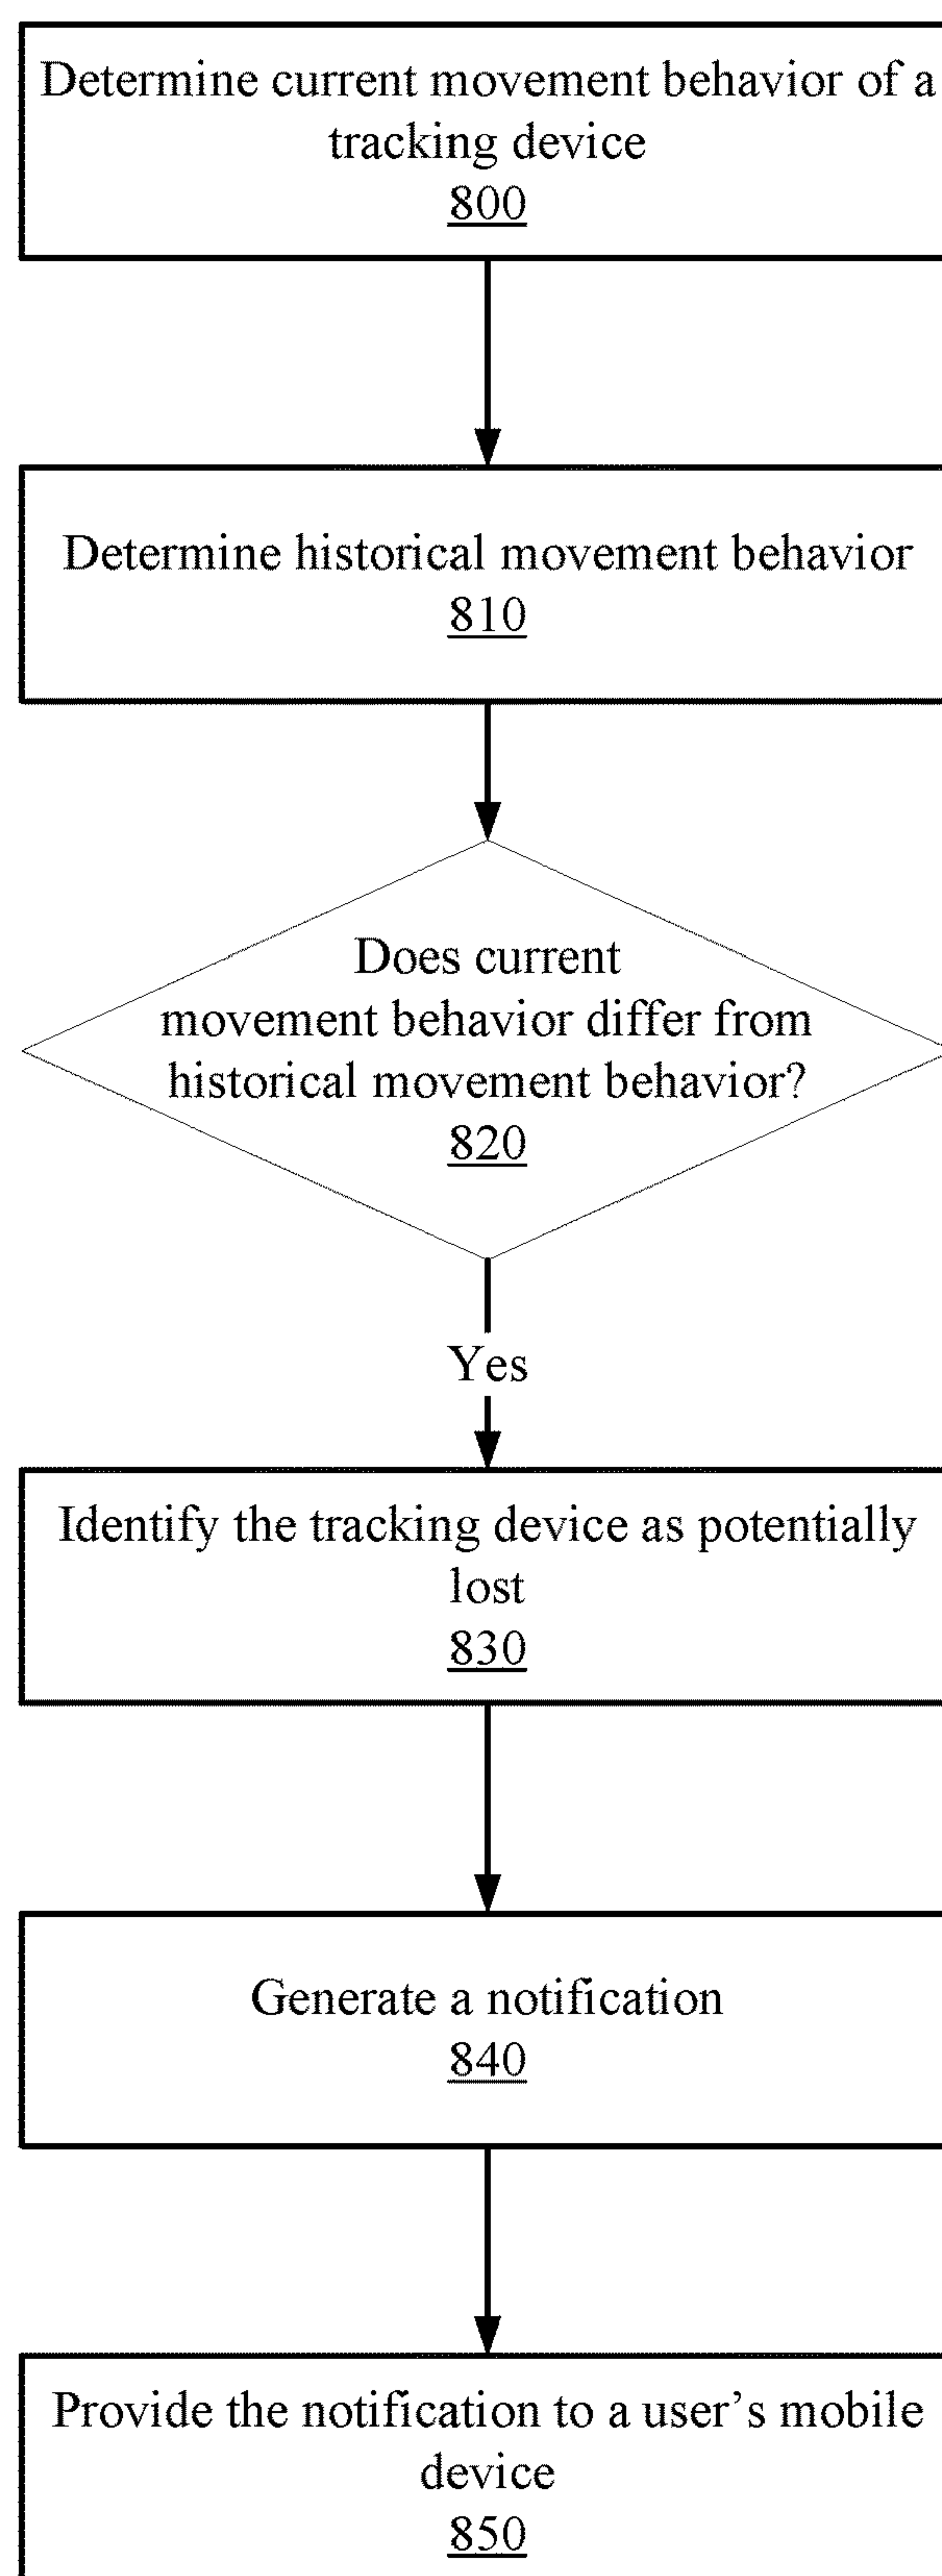 Determine current movement behavior of a
tracking device
800
Determine historical movement behavior
810
Does current
movement behavior differ from
historical movement behavior?
820
Yes
Identify the tracking device as potentially
lost
830
Generate a notification
840
Provide the notification to a user’s mobile
device
850